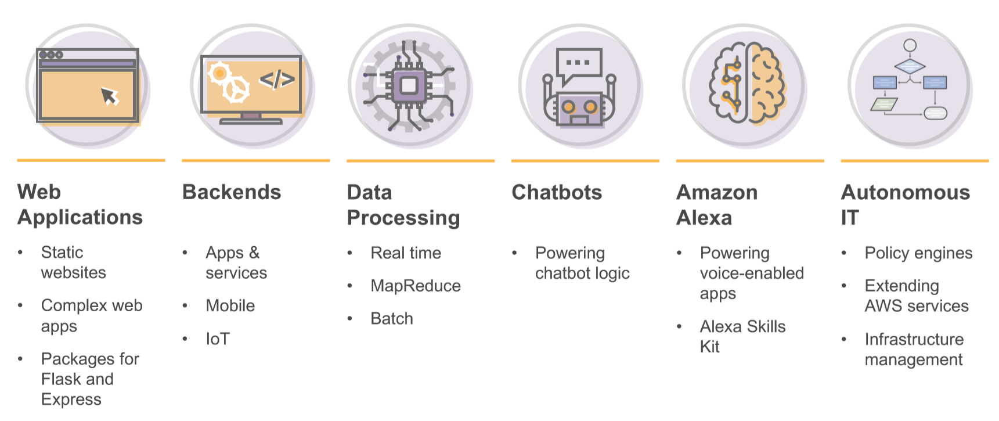 </>
Web
Applications
• Static
websites
• Complex web
apps
• Packages for
Flask and
Express
Backends
• Apps &
services
• Mobile
• IoT
Data
Processing
• Real time
• MapReduce
• Batch
Chatbots
• Powering
chatbot logic
Amazon
Alexa
• Powering
voice-enabled
apps
• Alexa Skills
Kit
Autonomous
IT
• Policy engines
• Extending
AWS services
• Infrastructure
management